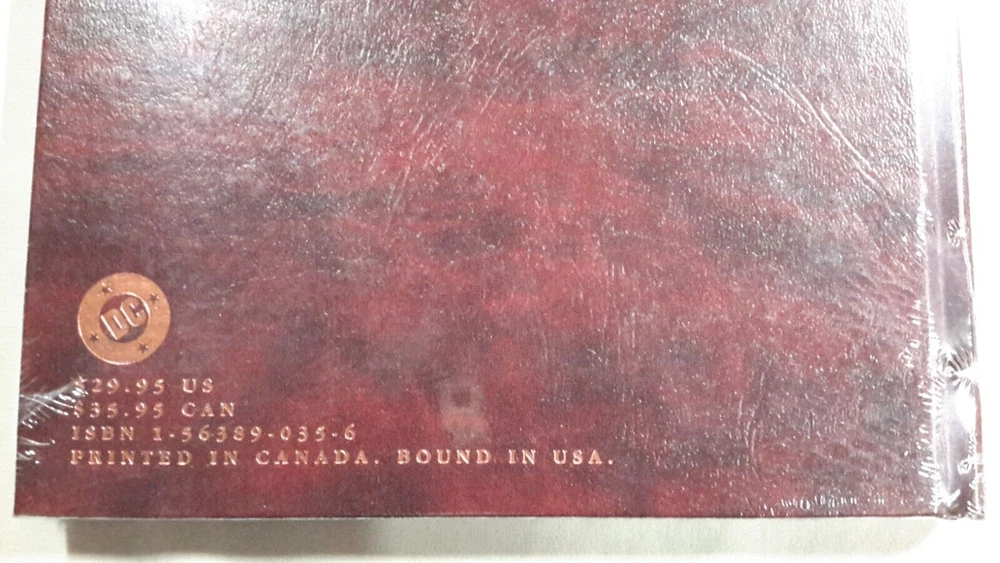 DC
$29.95 US
$35.95 CAN
ISBN 1-56389-035-6
PRINTED IN CANADA. BOUND IN USA.